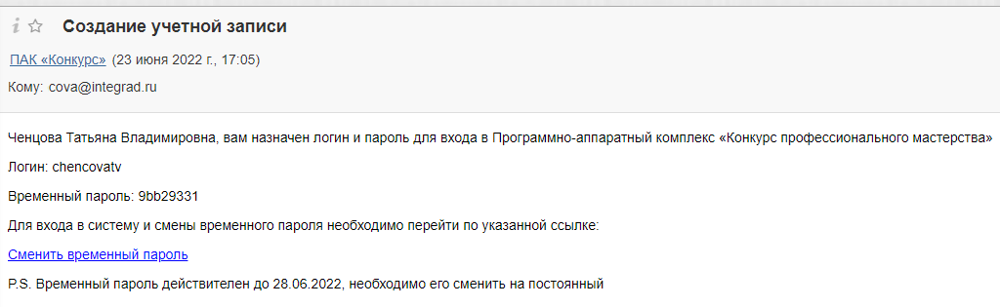 Создание учетной записи
ПАК «Конкурс» (23 июня 2022 г., 17:05)
Кому: cova@integrad.ru
Ченцова Татьяна Владимировна, вам назначен логин и пароль для входа в Программно-аппаратный комплекс «Конкурс профессионального мастерства»
Логин: chencovatv
Временный пароль: 9bb29331
Для входа в систему и смены временного пароля необходимо перейти по указанной ссылке:
Сменить временный пароль
P.S. Временный пароль действителен до 28.06.2022, необходимо его сменить на постоянный